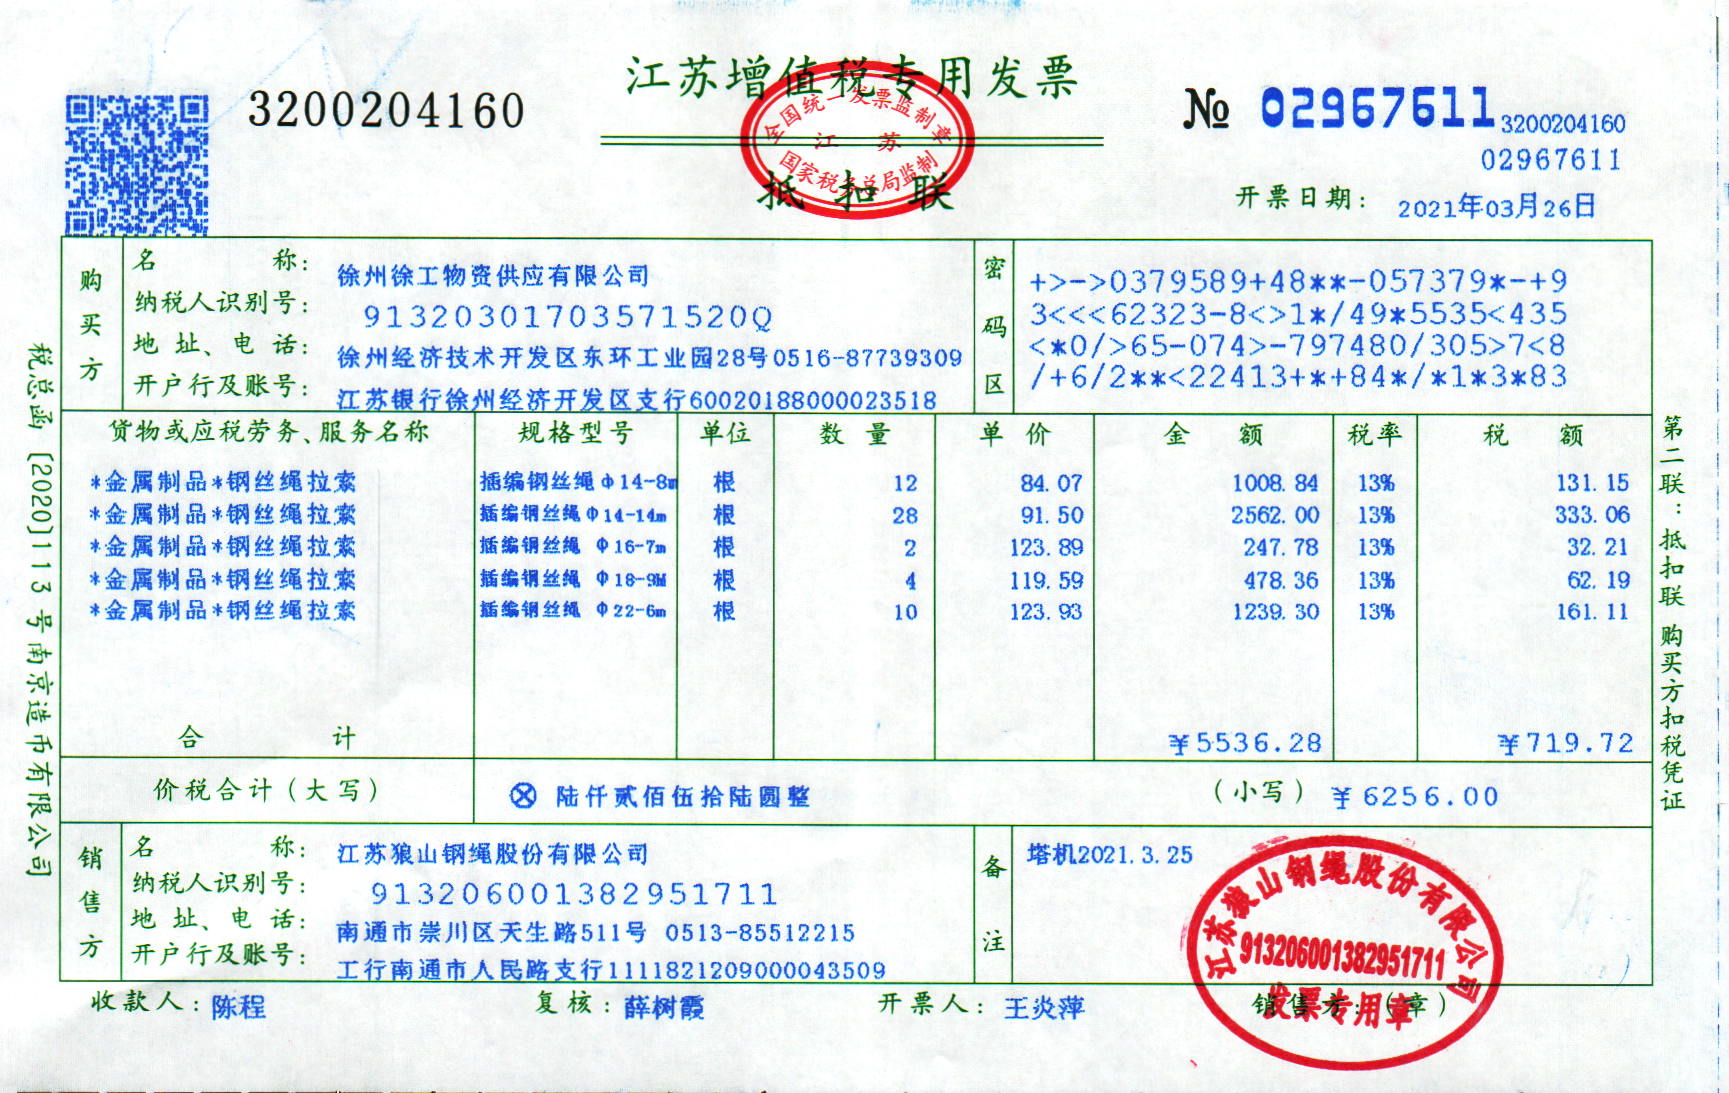 3200204160
江苏增值税专用发票
全国统一发票监制章
江 苏
国家税务总局监制
抵 扣 联
№ 02967611
3200204160
02967611
开票日期: 2021年03月26日
税总函 [2020]113 号南京造币有限公司
购买方
名 称: 徐州徐工物资供应有限公司
纳税人识别号: 91320301703571520Q
地 址、电 话: 徐州经济技术开发区东环工业园28号0516-87739309
开户行及账号: 江苏银行徐州经济开发区支行60020188000023518
密码区
+>->0379589+48**-057379*-+9
3<<<62323-8<>1*/49*5535<435
<*0/>65-074>-797480/305>7<8
/+6/2**<22413+*+84*/*1*3*83
货物或应税劳务、服务名称 规格型号 单位 数 量 单 价 金 额 税率 税 额
*金属制品*钢丝绳拉索 插编钢丝绳Φ14-8m 根 12 84.07 1008.84 13% 131.15
*金属制品*钢丝绳拉索 插编钢丝绳Φ14-14m 根 28 91.50 2562.00 13% 333.06
*金属制品*钢丝绳拉索 插编钢丝绳 Φ16-7m 根 2 123.89 247.78 13% 32.21
*金属制品*钢丝绳拉索 插编钢丝绳 Φ18-9M 根 4 119.59 478.36 13% 62.19
*金属制品*钢丝绳拉索 插编钢丝绳 Φ22-6m 根 10 123.93 1239.30 13% 161.11
合 计 ¥5536.28 ¥719.72
价税合计(大写) ⊗ 陆仟贰佰伍拾陆圆整 (小写) ¥6256.00
第二联:抵扣联 购买方扣税凭证
销售方
名 称: 江苏狼山钢绳股份有限公司
纳税人识别号: 913206001382951711
地 址、电 话: 南通市崇川区天生路511号 0513-85512215
开户行及账号: 工行南通市人民路支行1111821209000043509
备注
塔机2021.3.25
江苏狼山钢绳股份有限公司
913206001382951711
发票专用章
收款人: 陈程 复核: 薛树霞 开票人: 王炎萍 销售方:(章)